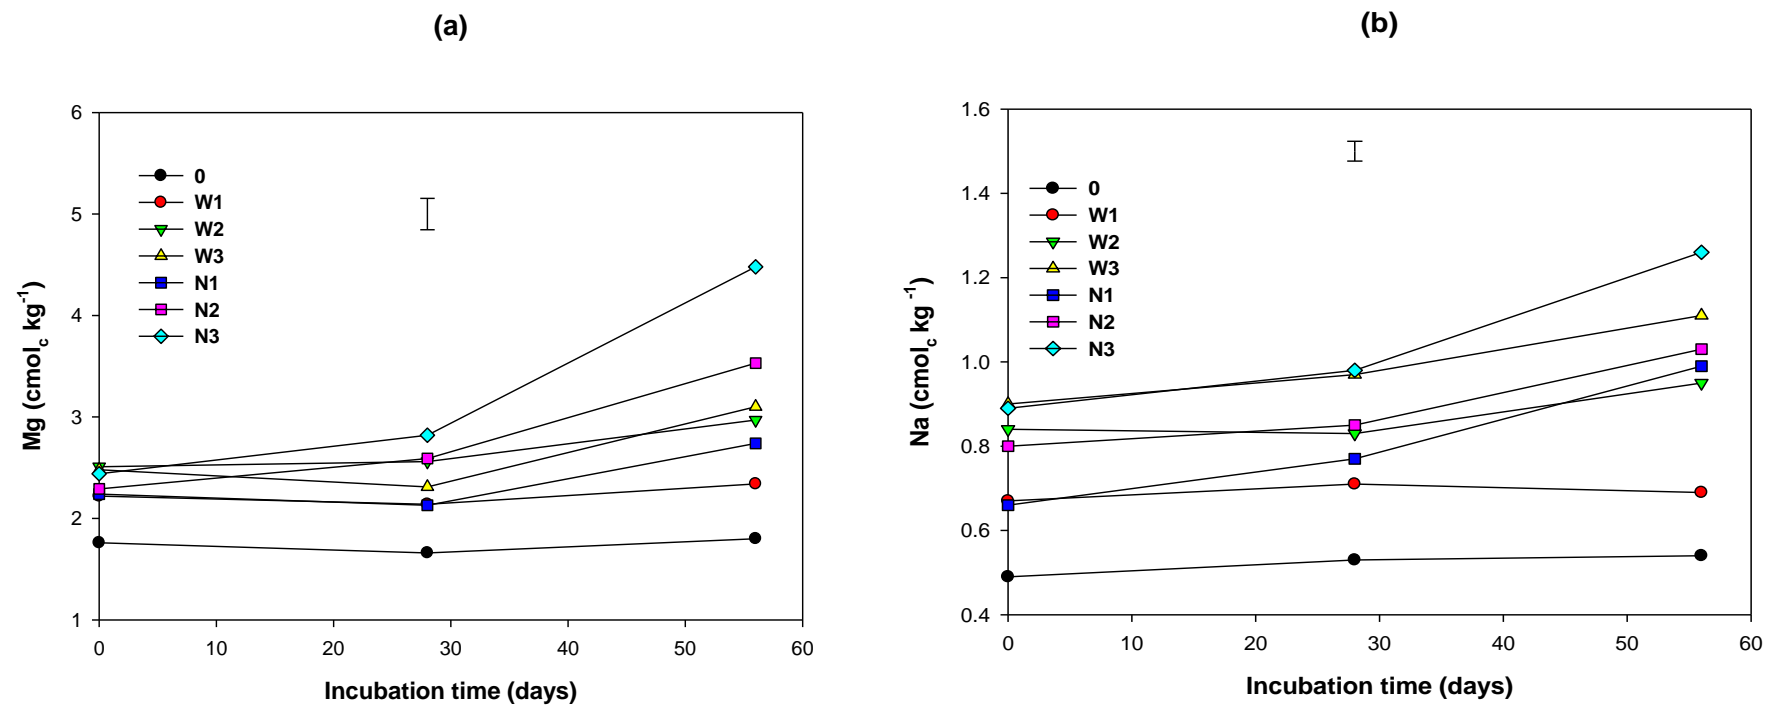 (a)
6
5
4
3
2
1
0
W1
W2
W3
N1
N2
N3
Mg (cmolc kg-1)
0 10 20 30 40 50 60
Incubation time (days)
(b)
1.6
1.4
1.2
1.0
0.8
0.6
0.4
0
W1
W2
W3
N1
N2
N3
Na (cmolc kg-1)
0 10 20 30 40 50 60
Incubation time (days)